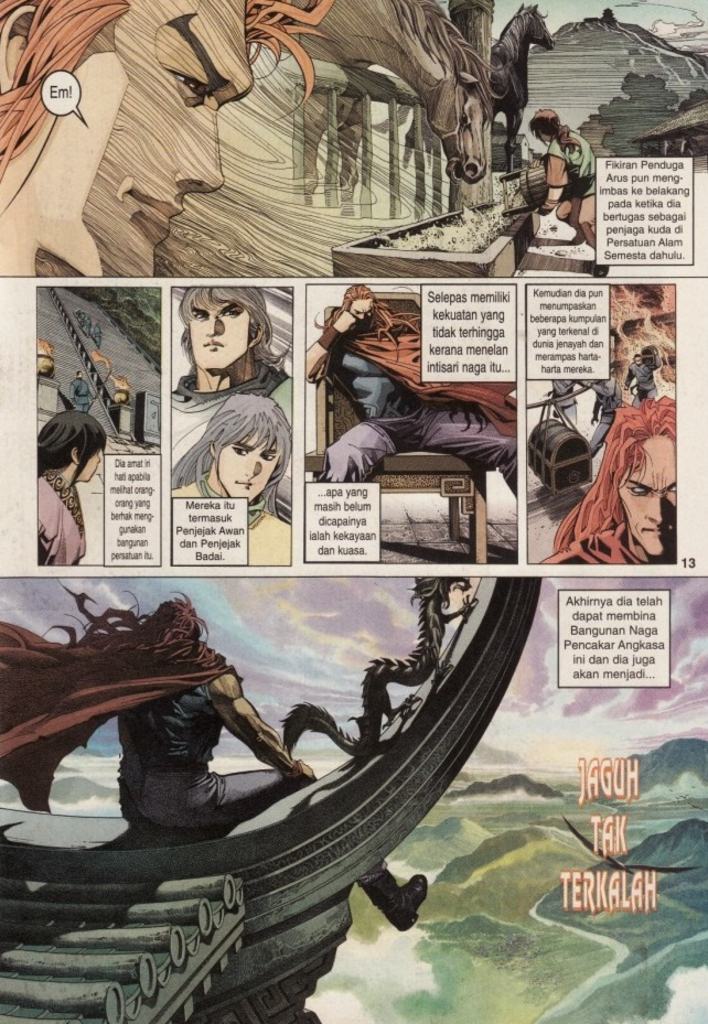 Em!
Fikiran Penduga
Arus pun meng-
imbas ke belakang
pada ketika dia
bertugas sebagai
penjaga kuda di
Persatuan Alam
Semesta dahulu.
Dia amat iri
hati apabila
melihat orang-
orang yang
berhak meng-
gunakan
bangunan
persatuan itu.
Mereka itu
termasuk
Penjejak Awan
dan Penjejak
Badai.
Selepas memiliki
kekuatan yang
tidak terhingga
kerana menelan
intisari naga itu...
...apa yang
masih belum
dicapainya
ialah kekayaan
dan kuasa.
Kemudian dia pun
menumpaskan
beberapa kumpulan
yang terkenal di
dunia jenayah dan
merampas harta-
harta mereka.
13
Akhirnya dia telah
dapat membina
Bangunan Naga
Pencakar Angkasa
ini dan dia juga
akan menjadi...
JAGUH
TAK
TERKALAH